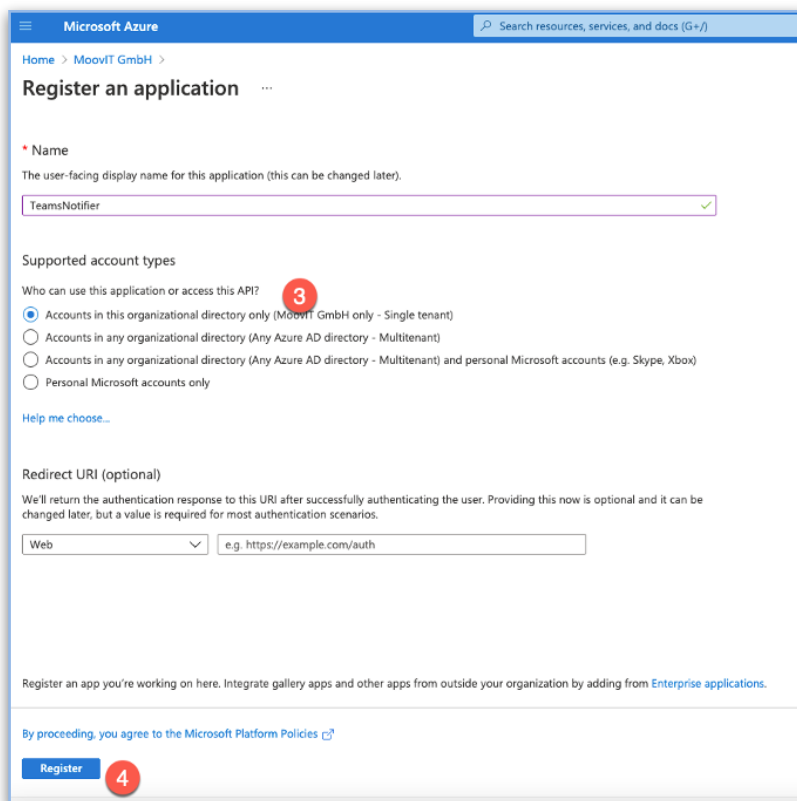 Microsoft Azure
Search resources, services, and docs (G+/)
Home > MoovIT GmbH >
Register an application ...
* Name
The user-facing display name for this application (this can be changed later).
TeamsNotifier
Supported account types
Who can use this application or access this API?
3
Accounts in this organizational directory only (MoovIT GmbH only - Single tenant)
Accounts in any organizational directory (Any Azure AD directory - Multitenant)
Accounts in any organizational directory (Any Azure AD directory - Multitenant) and personal Microsoft accounts (e.g. Skype, Xbox)
Personal Microsoft accounts only
Help me choose...
Redirect URI (optional)
We'll return the authentication response to this URI after successfully authenticating the user. Providing this now is optional and it can be
changed later, but a value is required for most authentication scenarios.
Web
e.g. https://example.com/auth
Register an app you're working on here. Integrate gallery apps and other apps from outside your organization by adding from Enterprise applications.
By proceeding, you agree to the Microsoft Platform Policies
Register
4